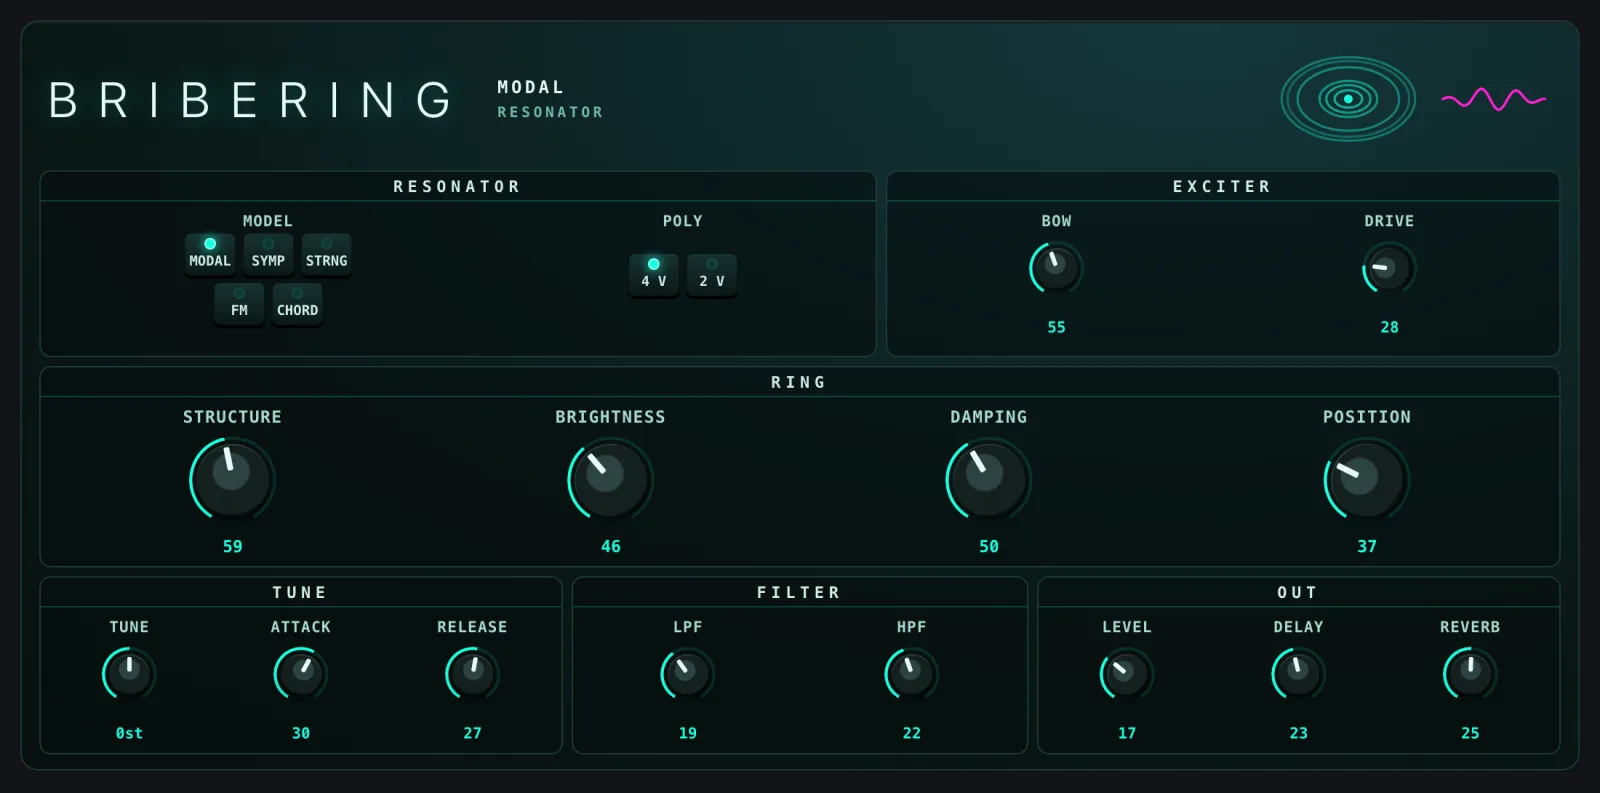 BRIBERING
MODAL
RESONATOR
RESONATOR
MODEL
MODAL SYMP STRNG
FM CHORD
POLY
4 V 2 V
EXCITER
BOW DRIVE
55 28
RING
STRUCTURE BRIGHTNESS DAMPING POSITION
59 46 50 37
TUNE
TUNE ATTACK RELEASE
0st 30 27
FILTER
LPF HPF
19 22
OUT
LEVEL DELAY REVERB
17 23 25